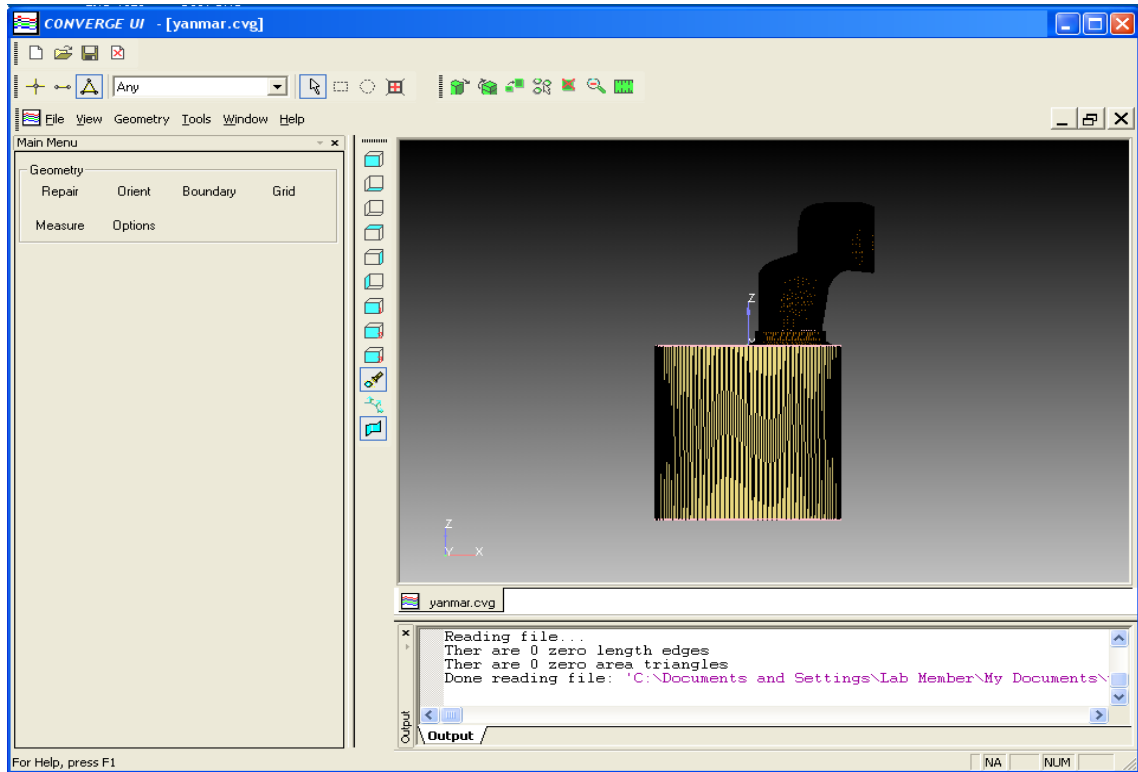 CONVERGE UI - [yanmar.cvg]
Any
File View Geometry Tools Window Help
Main Menu
Geometry
Repair Orient Boundary Grid
Measure Options
Z
Z
Y X
yanmar.cvg
Reading file...
Ther are 0 zero length edges
Ther are 0 zero area triangles
Done reading file: 'C:\Documents and Settings\Lab Member\My Documents\
Output
Output
For Help, press F1
NA NUM